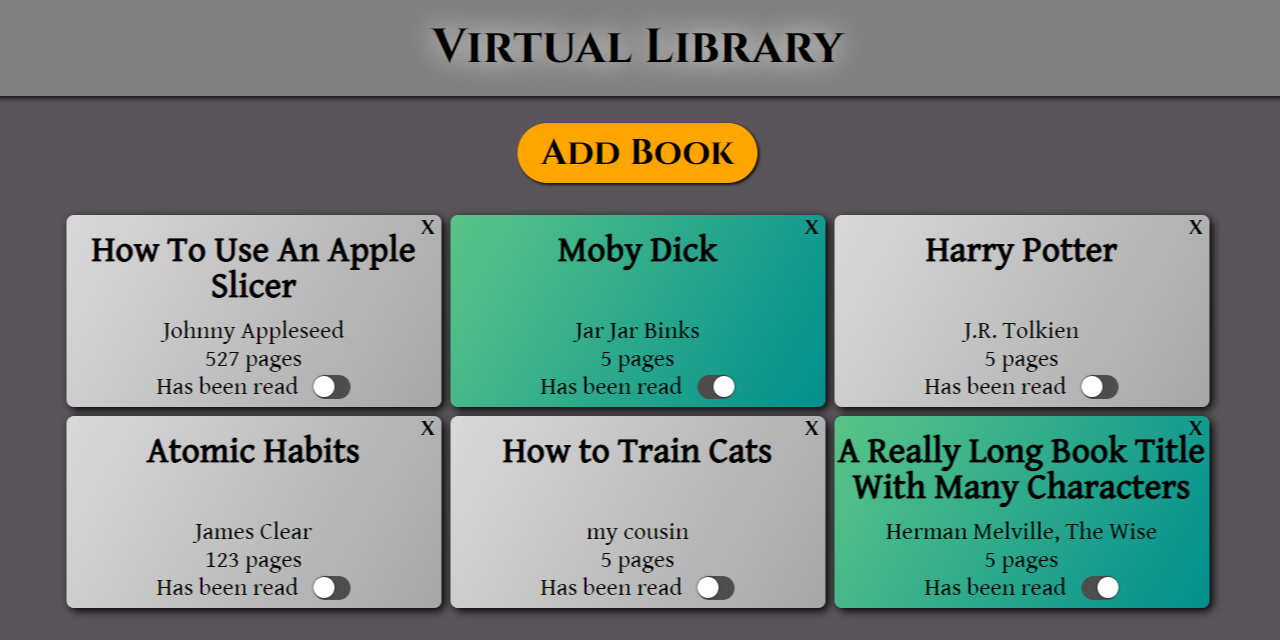 Virtual Library
Add Book
X
How To Use An Apple
Slicer
Johnny Appleseed
527 pages
Has been read
X
Moby Dick
Jar Jar Binks
5 pages
Has been read
X
Harry Potter
J.R. Tolkien
5 pages
Has been read
X
Atomic Habits
James Clear
123 pages
Has been read
X
How to Train Cats
my cousin
5 pages
Has been read
X
A Really Long Book Title
With Many Characters
Herman Melville, The Wise
5 pages
Has been read